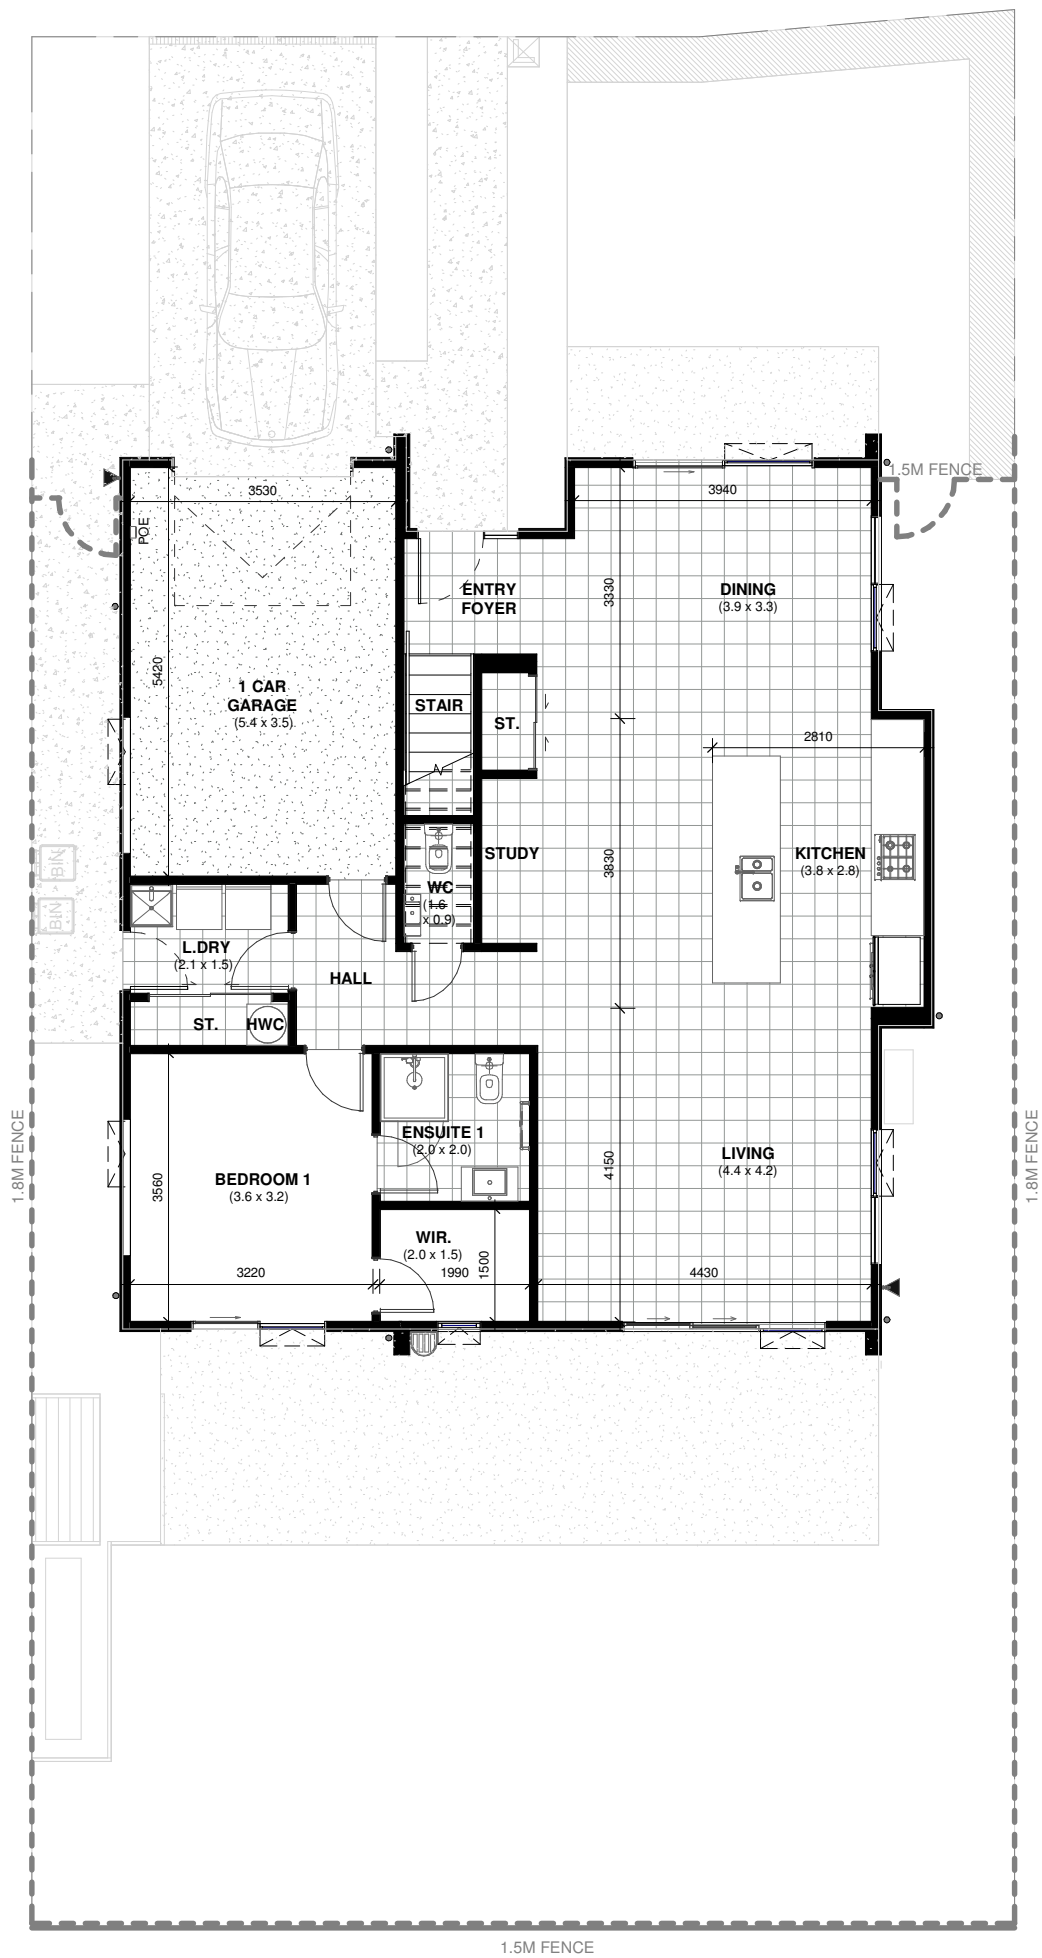 1.5M FENCE
3530
3940
POE
ENTRY
FOYER
3330
DINING
(3.9 x 3.3)
5420
1 CAR
GARAGE
(5.4 x 3.5)
STAIR
ST.
2810
BIN
STUDY
3830
KITCHEN
(3.8 x 2.8)
WC
(1.6
x 0.9)
BIN
L.DRY
(2.1 x 1.5)
HALL
ST.
HWC
1.8M FENCE
1.8M FENCE
ENSUITE 1
(2.0 x 2.0)
4150
LIVING
(4.4 x 4.2)
3560
BEDROOM 1
(3.6 x 3.2)
WIR.
(2.0 x 1.5)
1500
3220
1990
4430
1.5M FENCE